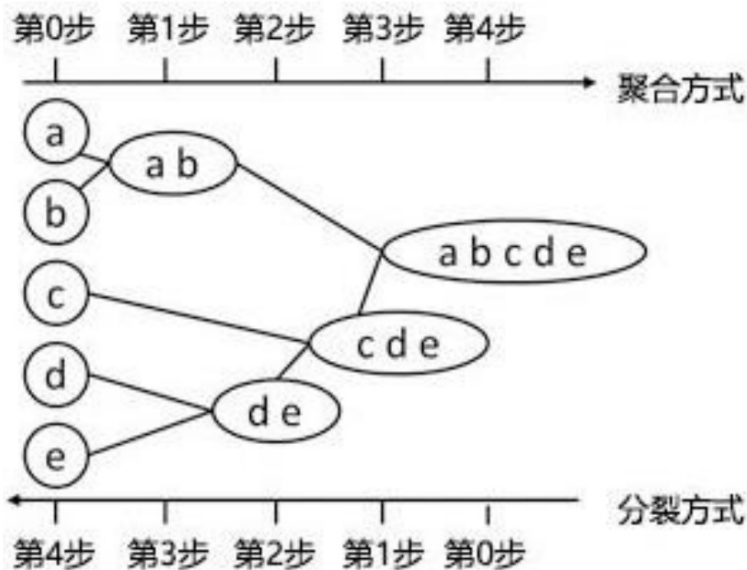 第0步 第1步 第2步 第3步 第4步
聚合方式
a
a b
b
a b c d e
c
c d e
d
d e
e
分裂方式
第4步 第3步 第2步 第1步 第0步